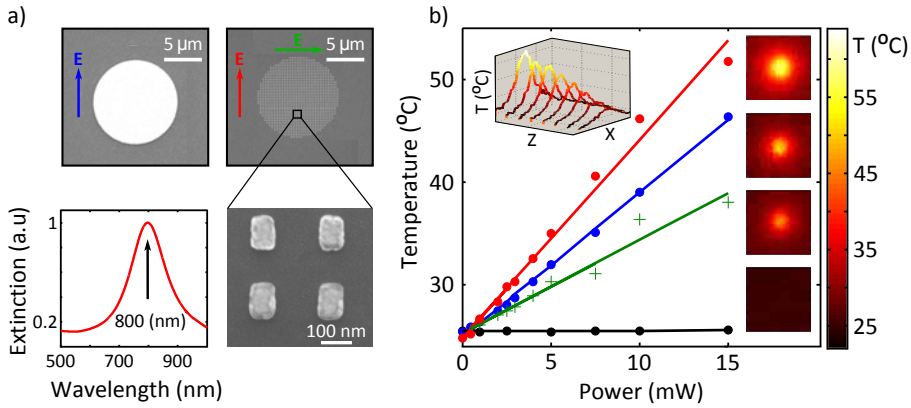 a)
E
5 µm
E
E
5 µm
Extinction (a.u)
1
0.2
800 (nm)
500
700
900
Wavelength (nm)
100 nm
b)
Temperature (°C)
50
40
30
0
5
10
15
Power (mW)
T (°C)
Z
X
T (°C)
55
45
35
25